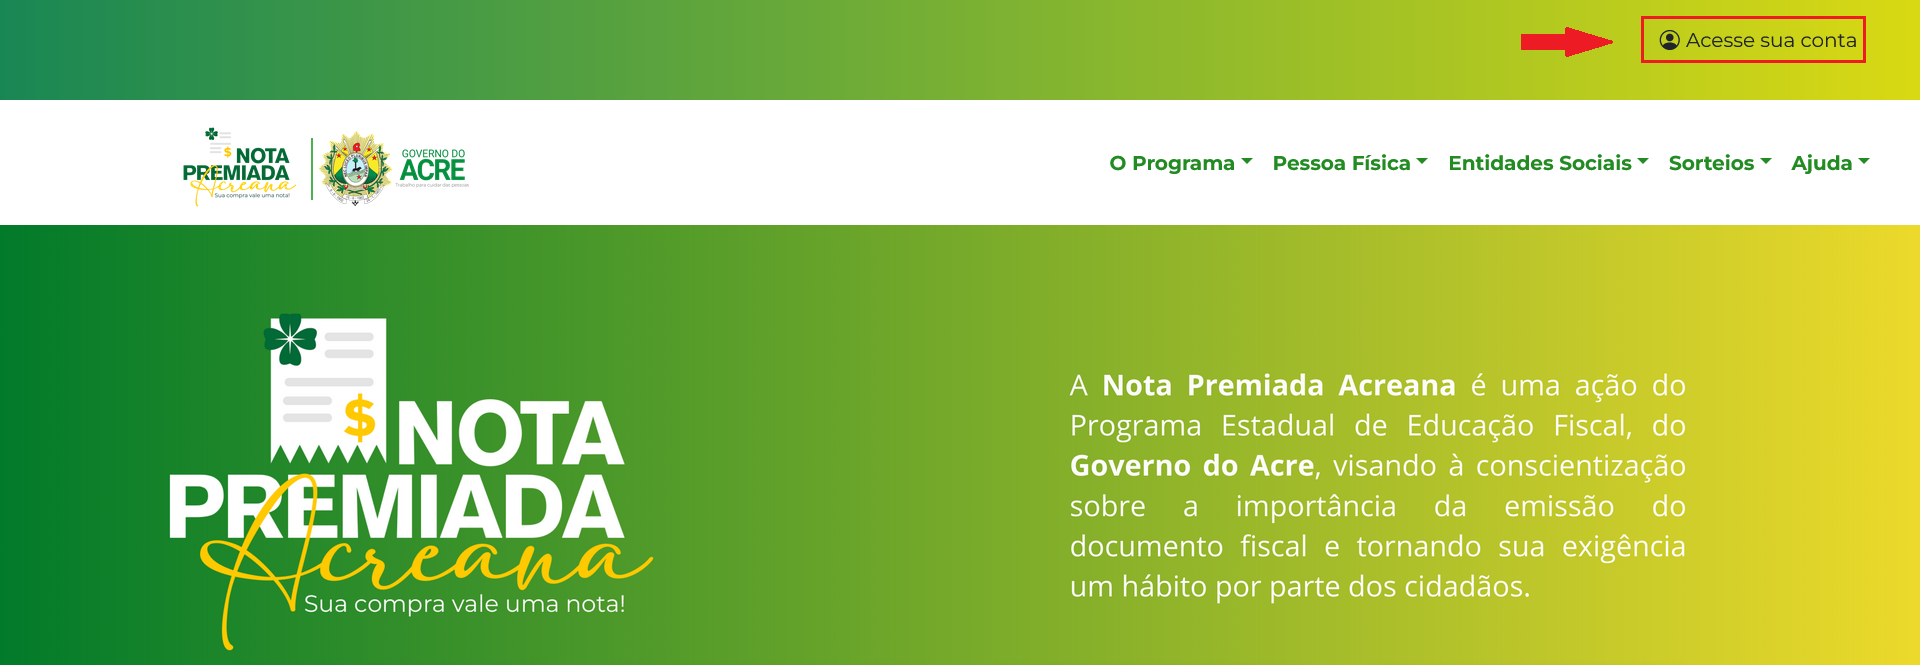 Acesse sua conta
NOTA
PREMIADA
Acreana
Sua compra vale uma nota!
GOVERNO DO
ACRE
Trabalho para cuidar das pessoas
O Programa
Pessoa Física
Entidades Sociais
Sorteios
Ajuda
$ NOTA
PREMIADA
Acreana
Sua compra vale uma nota!
A Nota Premiada Acreana é uma ação do
Programa Estadual de Educação Fiscal, do
Governo do Acre, visando à conscientização
sobre a importância da emissão do
documento fiscal e tornando sua exigência
um hábito por parte dos cidadãos.